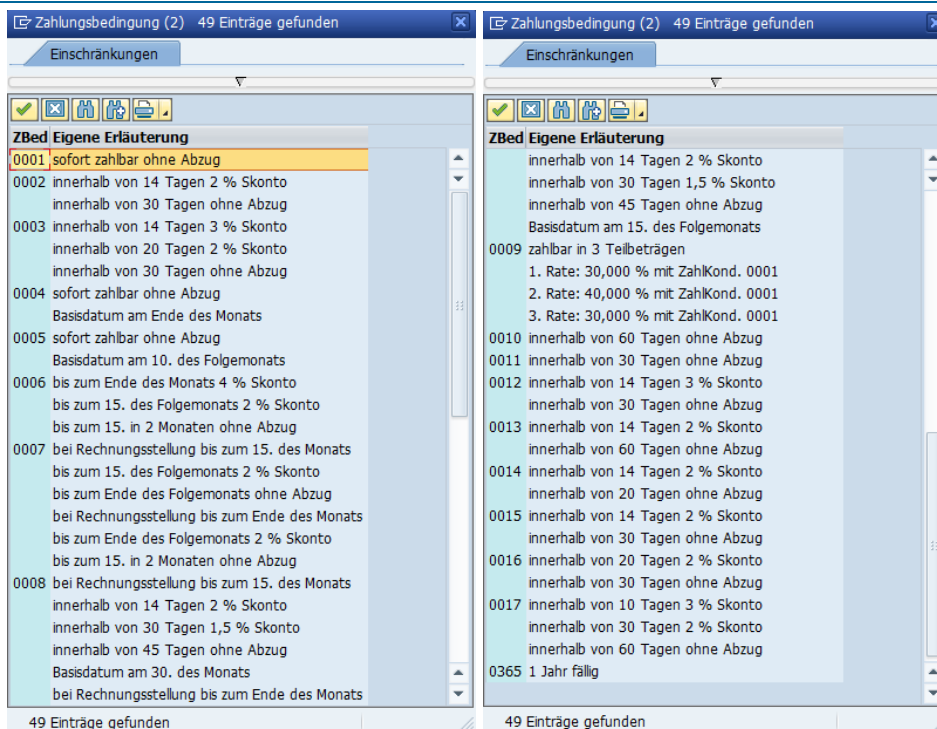 Zahlungsbedingung (2) 49 Einträge gefunden
Einschränkungen
ZBed Eigene Erläuterung
0001 sofort zahlbar ohne Abzug
0002 innerhalb von 14 Tagen 2 % Skonto
innerhalb von 30 Tagen ohne Abzug
0003 innerhalb von 14 Tagen 3 % Skonto
innerhalb von 20 Tagen 2 % Skonto
innerhalb von 30 Tagen ohne Abzug
0004 sofort zahlbar ohne Abzug
Basisdatum am Ende des Monats
0005 sofort zahlbar ohne Abzug
Basisdatum am 10. des Folgemonats
0006 bis zum Ende des Monats 4 % Skonto
bis zum 15. des Folgemonats 2 % Skonto
bis zum 15. in 2 Monaten ohne Abzug
0007 bei Rechnungsstellung bis zum 15. des Monats
bis zum 15. des Folgemonats 2 % Skonto
bis zum Ende des Folgemonats ohne Abzug
bei Rechnungsstellung bis zum Ende des Monats
bis zum Ende des Folgemonats 2 % Skonto
bis zum 15. in 2 Monaten ohne Abzug
0008 bei Rechnungsstellung bis zum 15. des Monats
innerhalb von 14 Tagen 2 % Skonto
innerhalb von 30 Tagen 1,5 % Skonto
innerhalb von 45 Tagen ohne Abzug
Basisdatum am 30. des Monats
bei Rechnungsstellung bis zum Ende des Monats
49 Einträge gefunden
Zahlungsbedingung (2) 49 Einträge gefunden
Einschränkungen
ZBed Eigene Erläuterung
innerhalb von 14 Tagen 2 % Skonto
innerhalb von 30 Tagen 1,5 % Skonto
innerhalb von 45 Tagen ohne Abzug
Basisdatum am 15. des Folgemonats
0009 zahlbar in 3 Teilbeträgen
1. Rate: 30,000 % mit ZahlKond. 0001
2. Rate: 40,000 % mit ZahlKond. 0001
3. Rate: 30,000 % mit ZahlKond. 0001
0010 innerhalb von 60 Tagen ohne Abzug
0011 innerhalb von 30 Tagen ohne Abzug
0012 innerhalb von 14 Tagen 3 % Skonto
innerhalb von 30 Tagen ohne Abzug
0013 innerhalb von 14 Tagen 2 % Skonto
innerhalb von 60 Tagen ohne Abzug
0014 innerhalb von 14 Tagen 2 % Skonto
innerhalb von 20 Tagen ohne Abzug
0015 innerhalb von 14 Tagen 2 % Skonto
innerhalb von 30 Tagen ohne Abzug
0016 innerhalb von 20 Tagen 2 % Skonto
innerhalb von 30 Tagen ohne Abzug
0017 innerhalb von 10 Tagen 3 % Skonto
innerhalb von 30 Tagen 2 % Skonto
innerhalb von 60 Tagen ohne Abzug
0365 1 Jahr fällig
49 Einträge gefunden